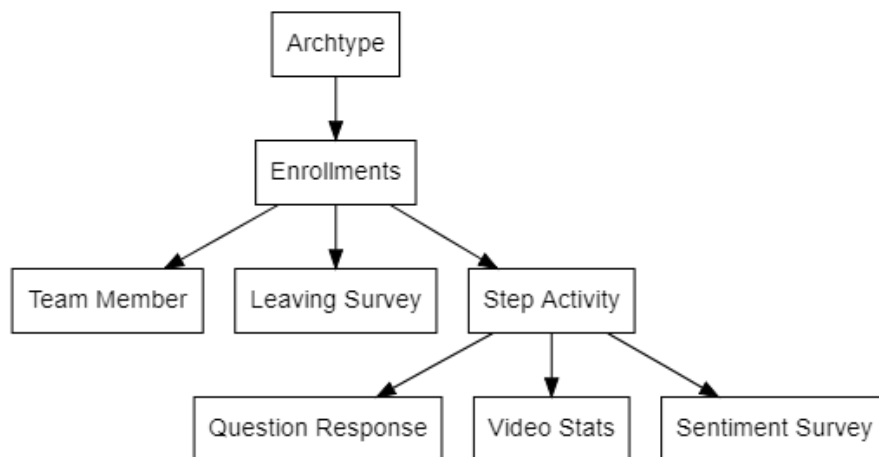 Archtype
Enrollments
Team Member
Leaving Survey
Step Activity
Question Response
Video Stats
Sentiment Survey